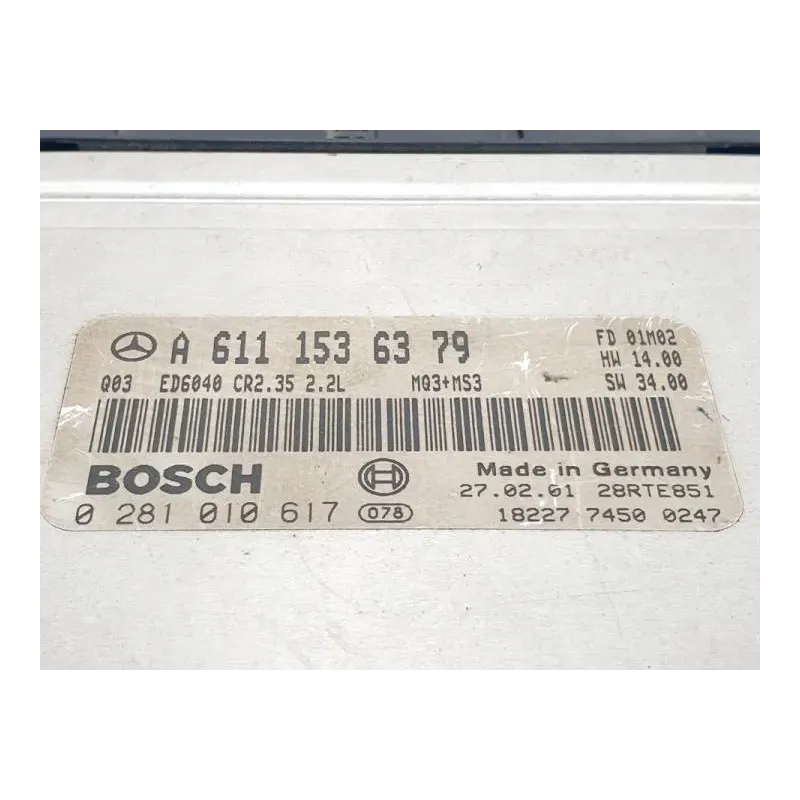 A 611 153 63 79
FD 01M02
HW 14.00
SW 34.00
Q03 ED6040 CR2.35 2.2L MQ3+MS3
BOSCH
Made in Germany
27.02.01 28RTE851
0 281 010 617 078
18227 7450 0247